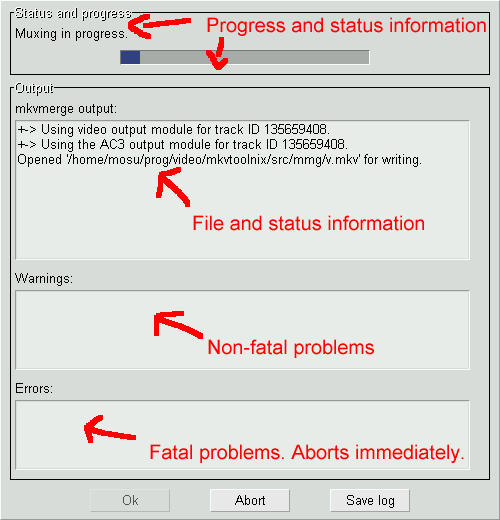 Status and progress
Progress and status information
Muxing in progress.
Output
mkvmerge output:
+-> Using video output module for track ID 135659408.
+-> Using the AC3 output module for track ID 135659408.
Opened '/home/mosu/prog/video/mkvtoolnix/src/mmg/v.mkv' for writing.
File and status information
Warnings:
Non-fatal problems
Errors:
Fatal problems. Aborts immediately.
Ok
Abort
Save log